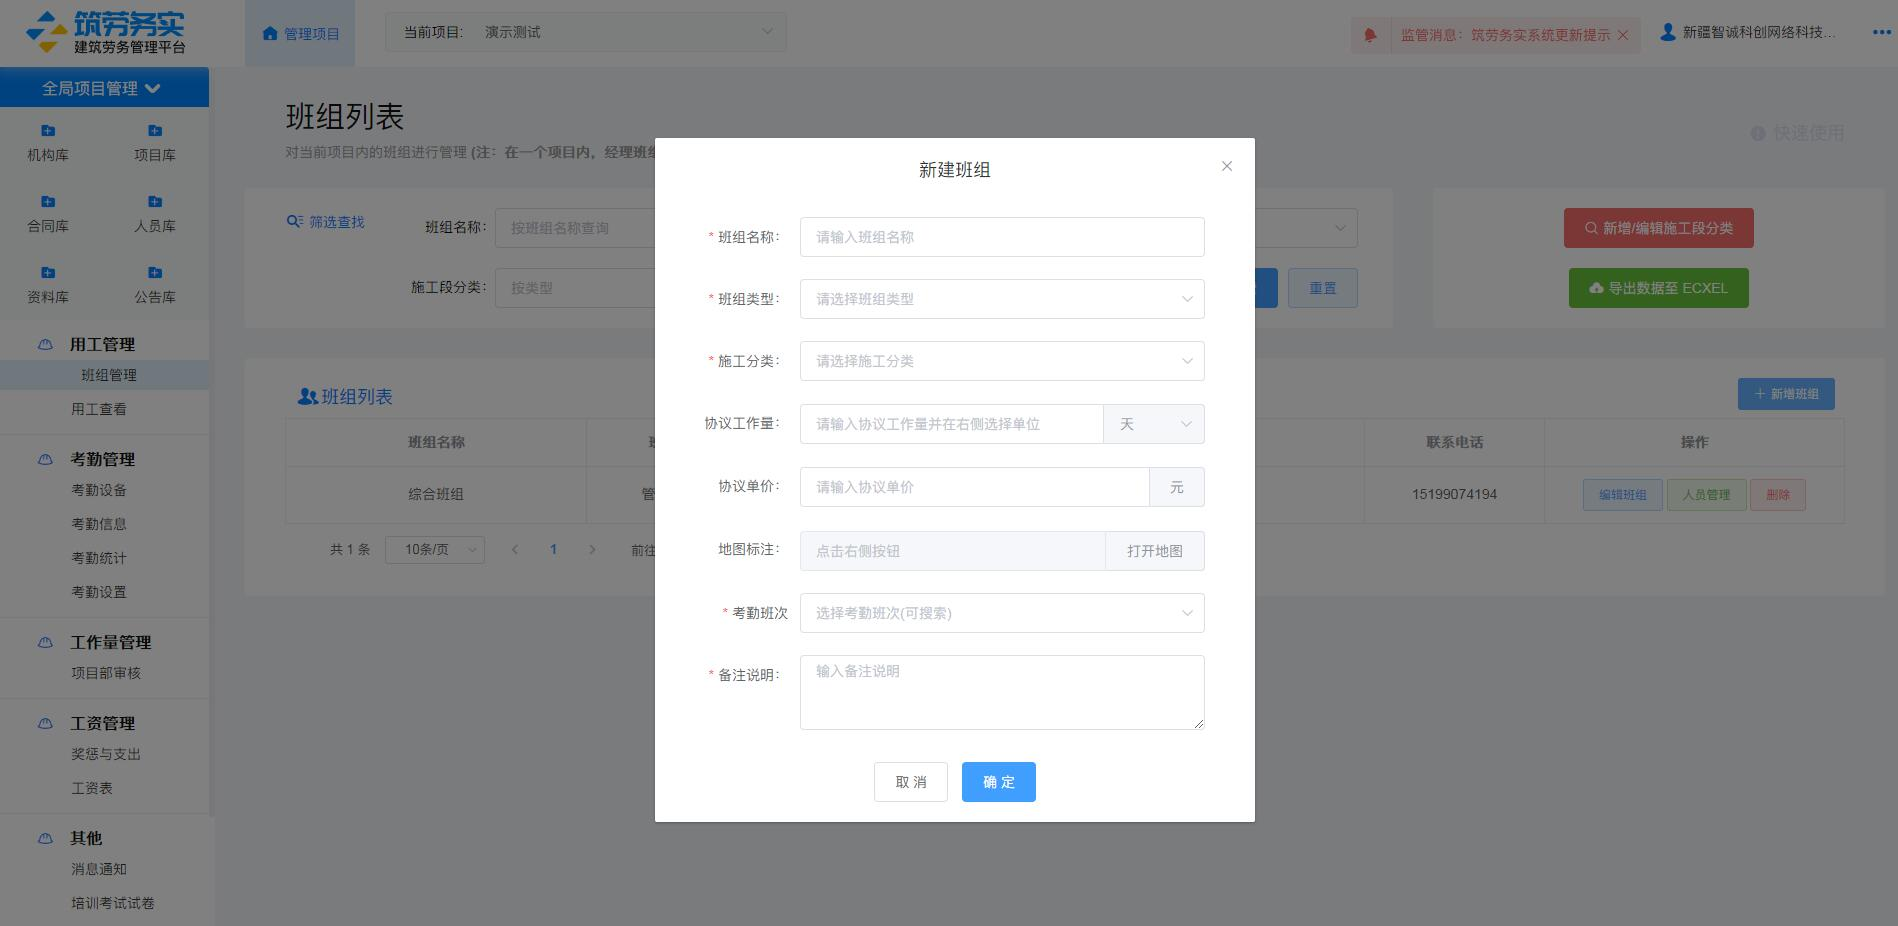 筑劳务实
建筑劳务管理平台
管理项目
当前项目: 演示测试
监管消息：筑劳务实系统更新提示
新疆智诚科创网络科技...
全局项目管理
机构库 项目库
合同库 人员库
资料库 公告库
用工管理
班组管理
用工查看
考勤管理
考勤设备
考勤信息
考勤统计
考勤设置
工作量管理
项目部审核
工资管理
奖惩与支出
工资表
其他
消息通知
培训考试试卷
班组列表
对当前项目内的班组进行管理 (注：在一个项目内，经理班组
快速使用
筛选查找
班组名称: 按班组名称查询
施工段分类: 按类型
重置
新增/编辑施工段分类
导出数据至 ECXEL
班组列表
+ 新增班组
班组名称 联系电话 操作
综合班组 管 15199074194 编辑班组 人员管理 删除
共 1 条 10条/页 1 前往
新建班组
* 班组名称: 请输入班组名称
* 班组类型: 请选择班组类型
* 施工分类: 请选择施工分类
协议工作量: 请输入协议工作量并在右侧选择单位 天
协议单价: 请输入协议单价 元
地图标注: 点击右侧按钮 打开地图
* 考勤班次 选择考勤班次(可搜索)
* 备注说明: 输入备注说明
取 消 确 定